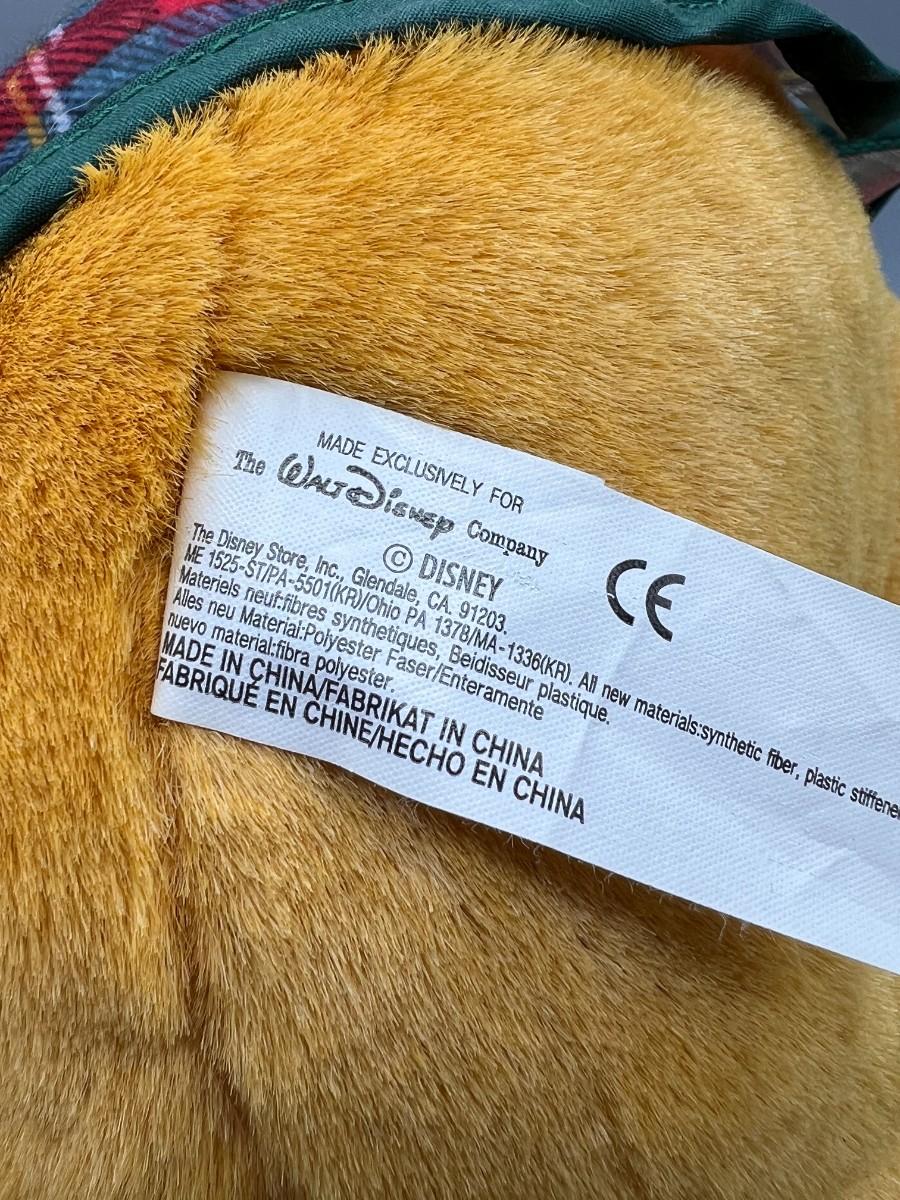 MADE EXCLUSIVELY FOR
The Walt Disney Company
© DISNEY
CE
The Disney Store, Inc., Glendale, CA. 91203.
ME 1525-ST/PA-5501(KR)/Ohio PA 1378/MA-1336(KR). All new materials:synthetic fiber, plastic
Materiels neuf:fibres synthetiques, Beidisseur plastique.
Alles neu Material:Polyester Faser/Enteramente
nuevo material:fibra polyester.
MADE IN CHINA/FABRIKAT IN CHINA
FABRIQUÉ EN CHINE/HECHO EN CHINA